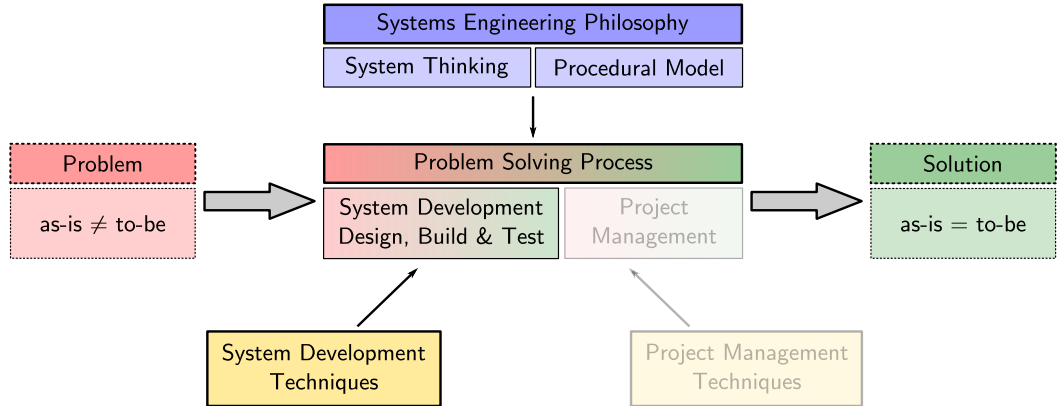 Systems Engineering Philosophy
System Thinking
Procedural Model
Problem
Problem Solving Process
Solution
as-is ≠ to-be
System Development
Design, Build & Test
Project
Management
as-is = to-be
System Development
Techniques
Project Management
Techniques